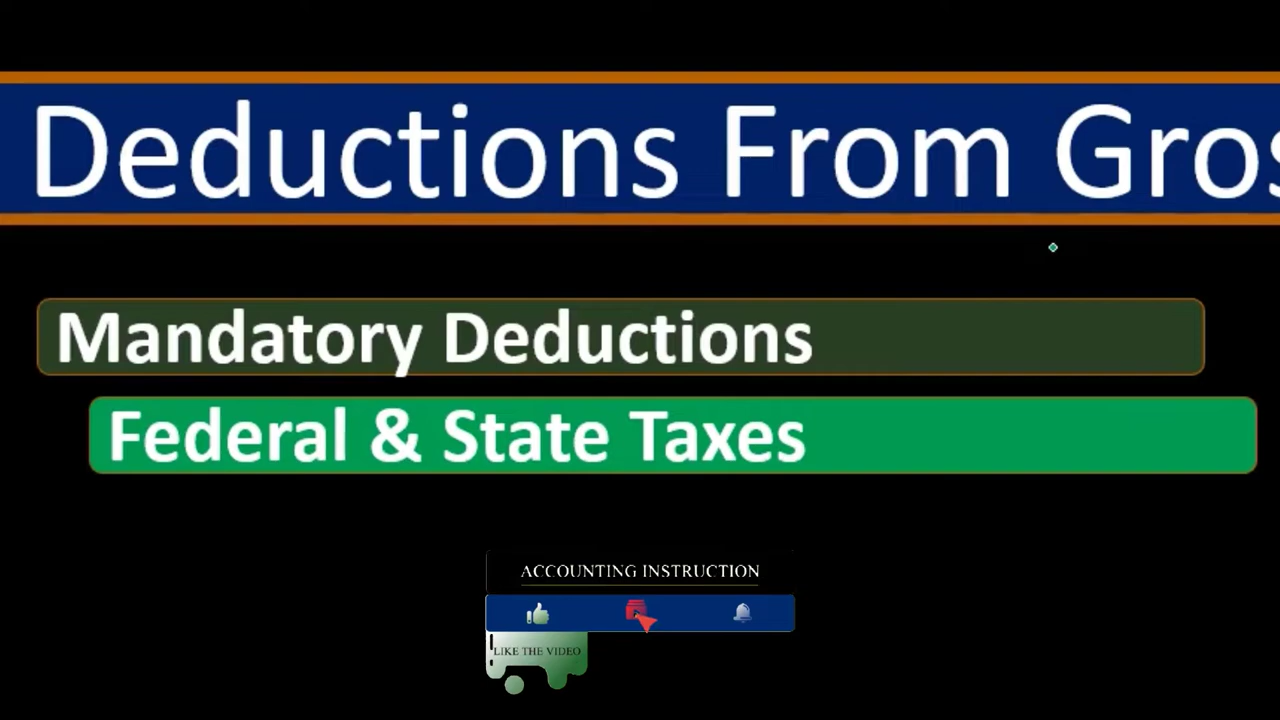 Deductions From Gros
Mandatory Deductions
Federal & State Taxes
ACCOUNTING INSTRUCTION
LIKE THE VIDEO